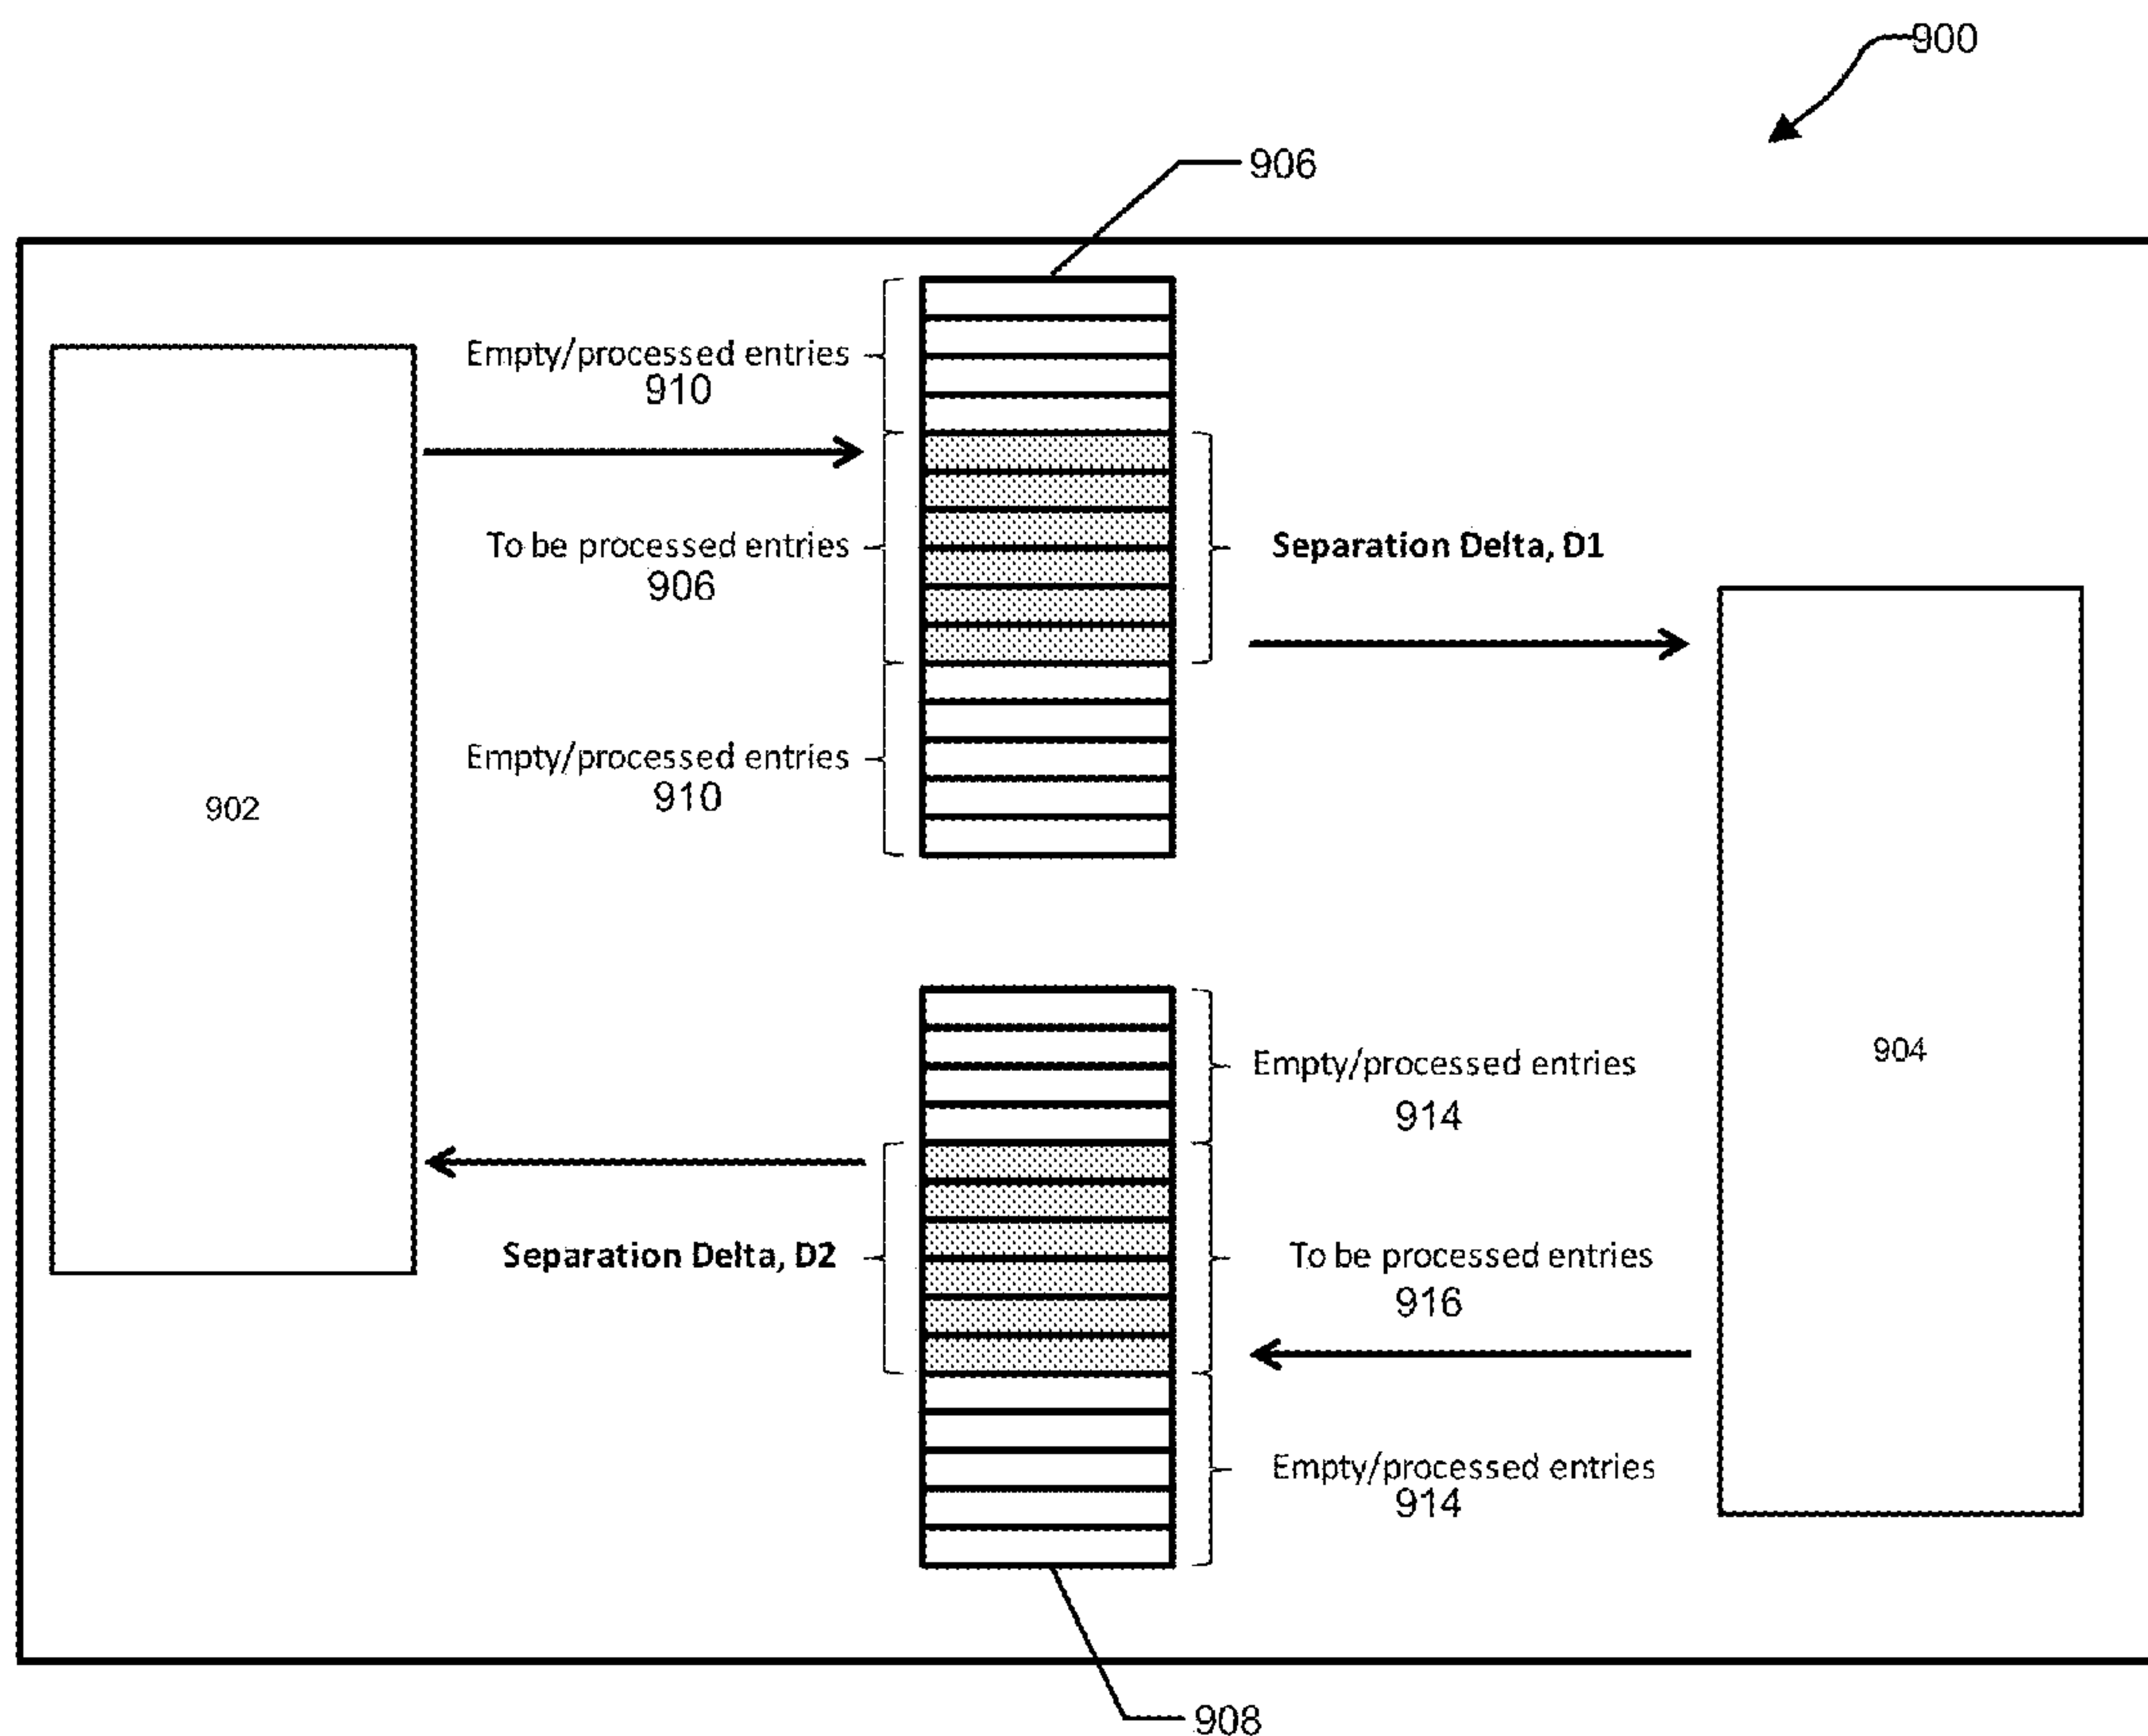 900
906
Empty/processed entries
910
To be processed entries
906
Separation Delta, D1
Empty/processed entries
910
902
904
Empty/processed entries
914
Separation Delta, D2
To be processed entries
916
Empty/processed entries
914
908